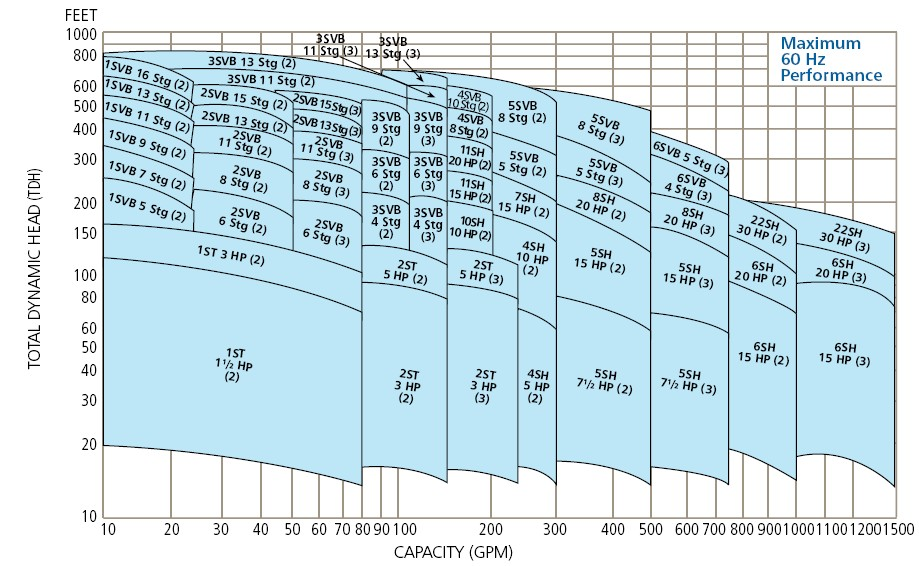 FEET
1000
800
600
500
400
300
200
150
100
80
60
50
40
30
20
10
TOTAL DYNAMIC HEAD (TDH)
Maximum
60 Hz
Performance
3SVB
11 Stg (3)
3SVB
13 Stg (3)
3SVB 13 Stg (2)
3SVB 11 Stg (2)
1SVB 16 Stg (2)
1SVB 13 Stg (2)
1SVB 11 Stg (2)
1SVB 9 Stg (2)
1SVB 7 Stg (2)
1SVB 5 Stg (2)
2SVB 15 Stg (2)
2SVB 13 Stg (2)
2SVB
11 Stg (2)
2SVB
8 Stg (2)
2SVB
6 Stg (2)
2SVB 15Stg(3)
2SVB 13Stg(3)
2SVB
11 Stg (3)
2SVB
8 Stg (3)
2SVB
6 Stg (3)
3SVB
9 Stg
(2)
3SVB
6 Stg
(2)
3SVB
4 Stg
(2)
3SVB
9 Stg
(3)
3SVB
6 Stg
(3)
3SVB
4 Stg
(3)
4SVB
10 Stg(2)
4SVB
8 Stg (2)
11SH
20 HP(2)
11SH
15 HP(2)
10SH
10 HP(2)
5SVB
8 Stg (2)
5SVB
5 Stg (2)
7SH
15 HP (2)
4SH
10 HP
(2)
5SVB
8 Stg (3)
5SVB
5 Stg (3)
8SH
20 HP (2)
5SH
15 HP (2)
6SVB 5 Stg (3)
6SVB
4 Stg (3)
8SH
20 HP (3)
5SH
15 HP (3)
22SH
30 HP (2)
6SH
20 HP (2)
22SH
30 HP (3)
6SH
20 HP (3)
1ST 3 HP (2)
2ST
5 HP (2)
2ST
5 HP (3)
1ST
1½ HP
(2)
2ST
3 HP
(2)
2ST
3 HP
(3)
4SH
5 HP
(2)
5SH
7½ HP (2)
5SH
7½ HP (3)
6SH
15 HP (2)
6SH
15 HP (3)
10 20 30 40 50 60 70 80 90 100 200 300 400 500 600 700 800 900 1000 1100 1200 1500
CAPACITY (GPM)